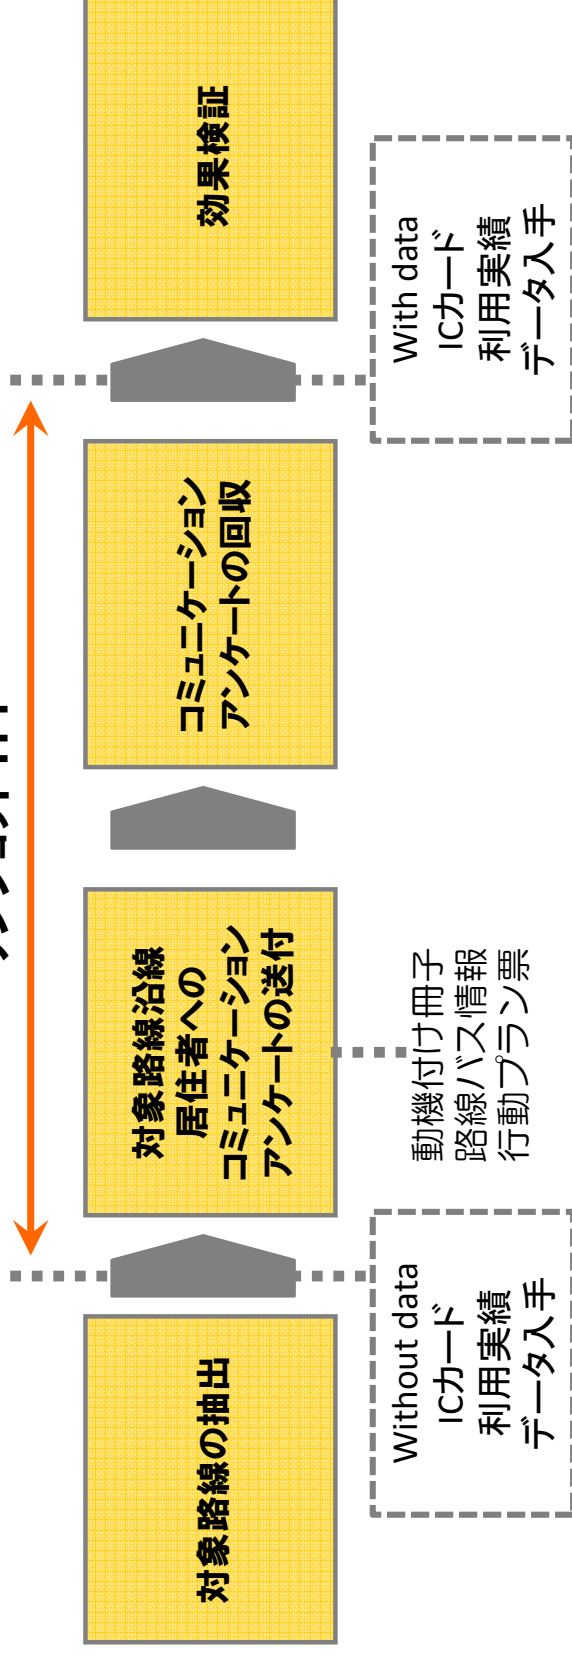 対象路線の抽出
対象路線沿線
居住者への
コミュニケーション
アンケートの送付
コミュニケーション
アンケートの回収
効果検証
Without data
ICカード
利用実績
データ入手
動機付け冊子
路線バス情報
行動プラン票
With data
ICカード
利用実績
データ入手